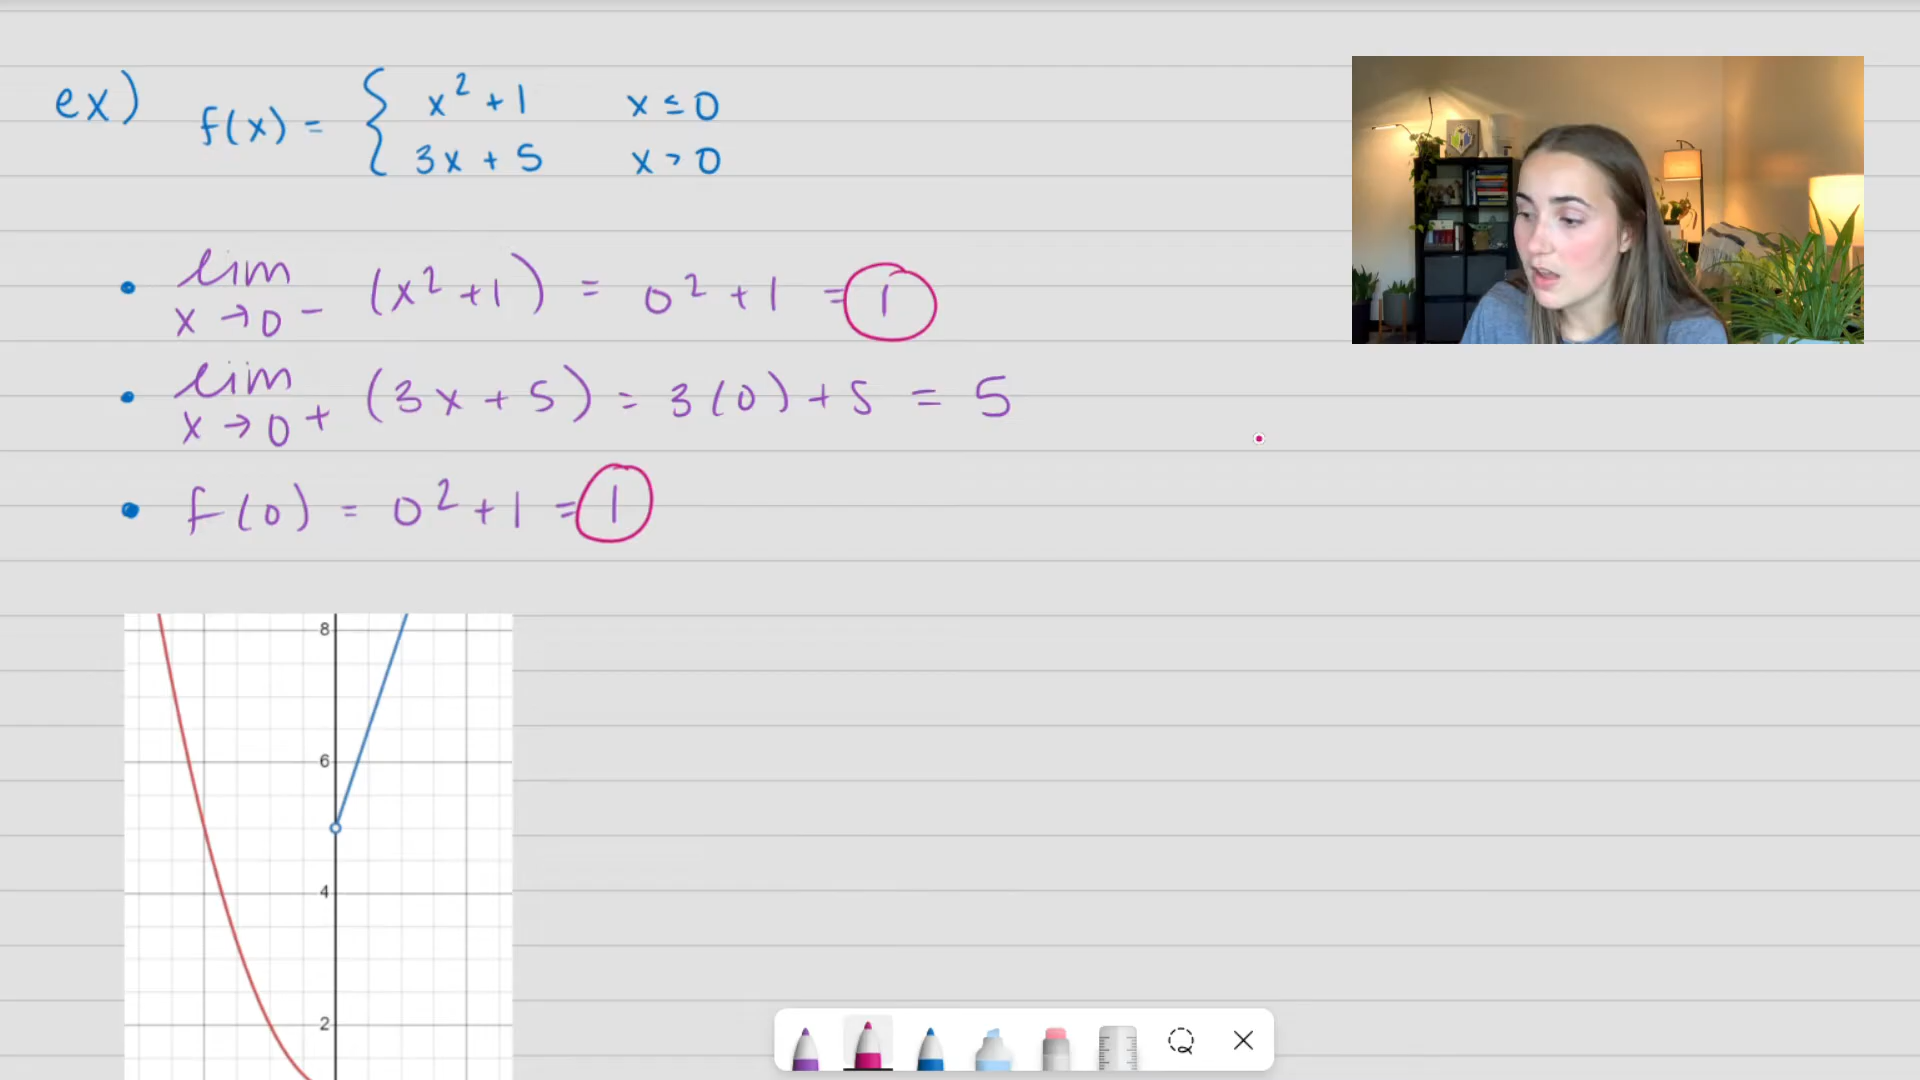 ex) f(x) = { x² + 1 x ≤ 0
3x + 5 x > 0
• lim x→0⁻ (x² + 1) = 0² + 1 = 1
• lim x→0⁺ (3x + 5) = 3(0) + 5 = 5
• f(0) = 0² + 1 = 1
8
6
4
2